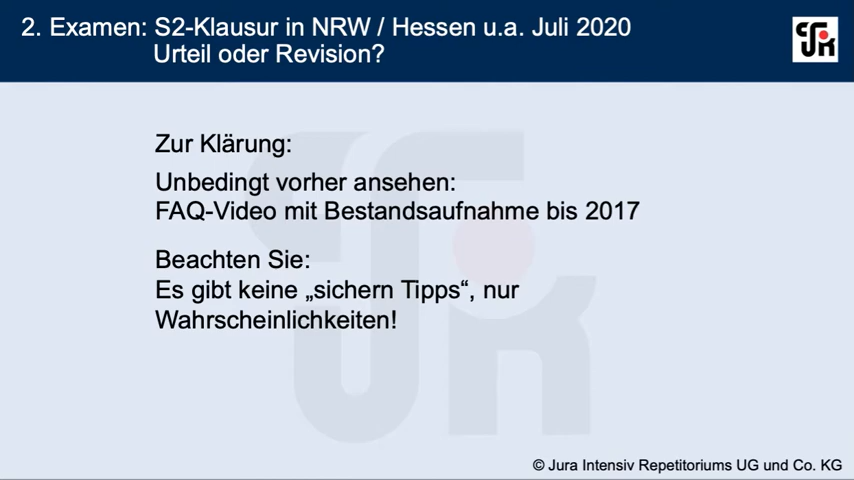 2. Examen: S2-Klausur in NRW / Hessen u.a. Juli 2020
Urteil oder Revision?
Zur Klärung:
Unbedingt vorher ansehen:
FAQ-Video mit Bestandsaufnahme bis 2017
Beachten Sie:
Es gibt keine „sichern Tipps“, nur
Wahrscheinlichkeiten!
© Jura Intensiv Repetitoriums UG und Co. KG